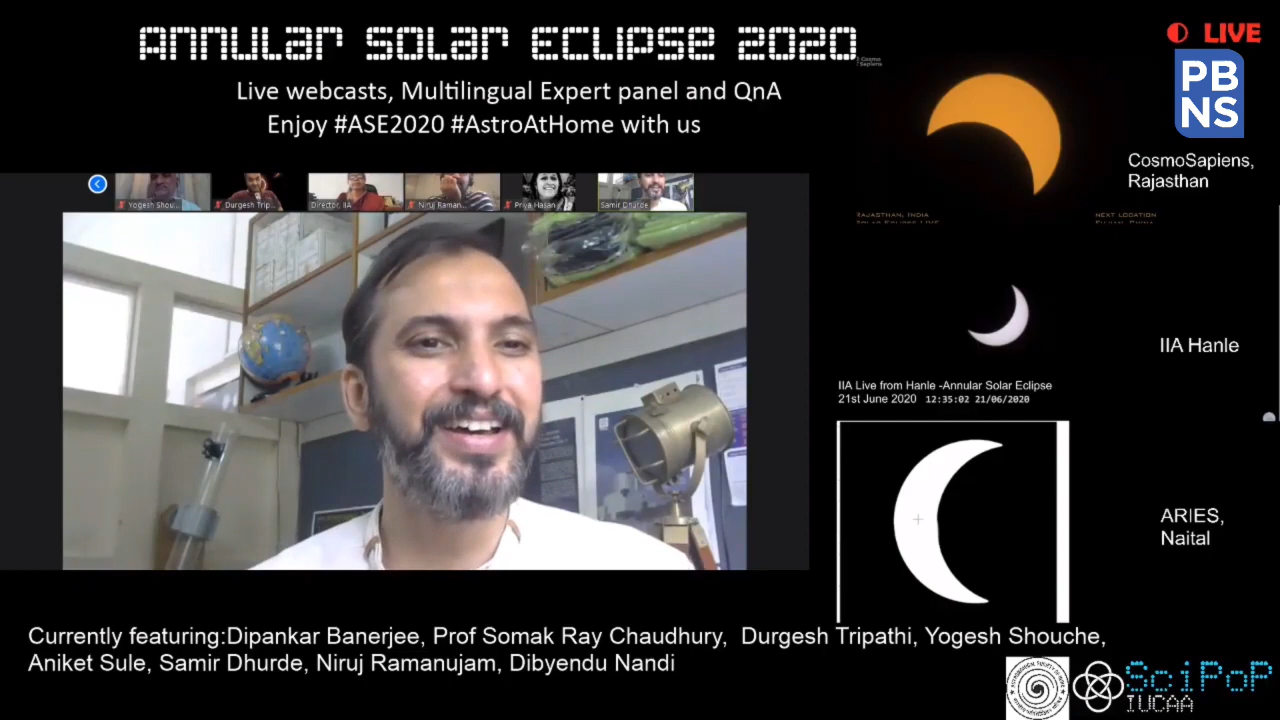 ANNULAR SOLAR ECLIPSE 2020
Live webcasts, Multilingual Expert panel and QnA
Enjoy #ASE2020 #AstroAtHome with us
LIVE
PB
NS
Cosmo
Sapiens
CosmoSapiens,
Rajasthan
RAJASTHAN, INDIA
NEXT LOCATION
Yogesh Shou...
Durgesh Trip...
Director, IIA
Niruj Raman...
Priya Hasan
Samir Dhurde
IIA Hanle
IIA Live from Hanle -Annular Solar Eclipse
21st June 2020 12:35:02 21/06/2020
ARIES,
Naital
Currently featuring:Dipankar Banerjee, Prof Somak Ray Chaudhury, Durgesh Tripathi, Yogesh Shouche,
Aniket Sule, Samir Dhurde, Niruj Ramanujam, Dibyendu Nandi
SciPoP
IUCAA